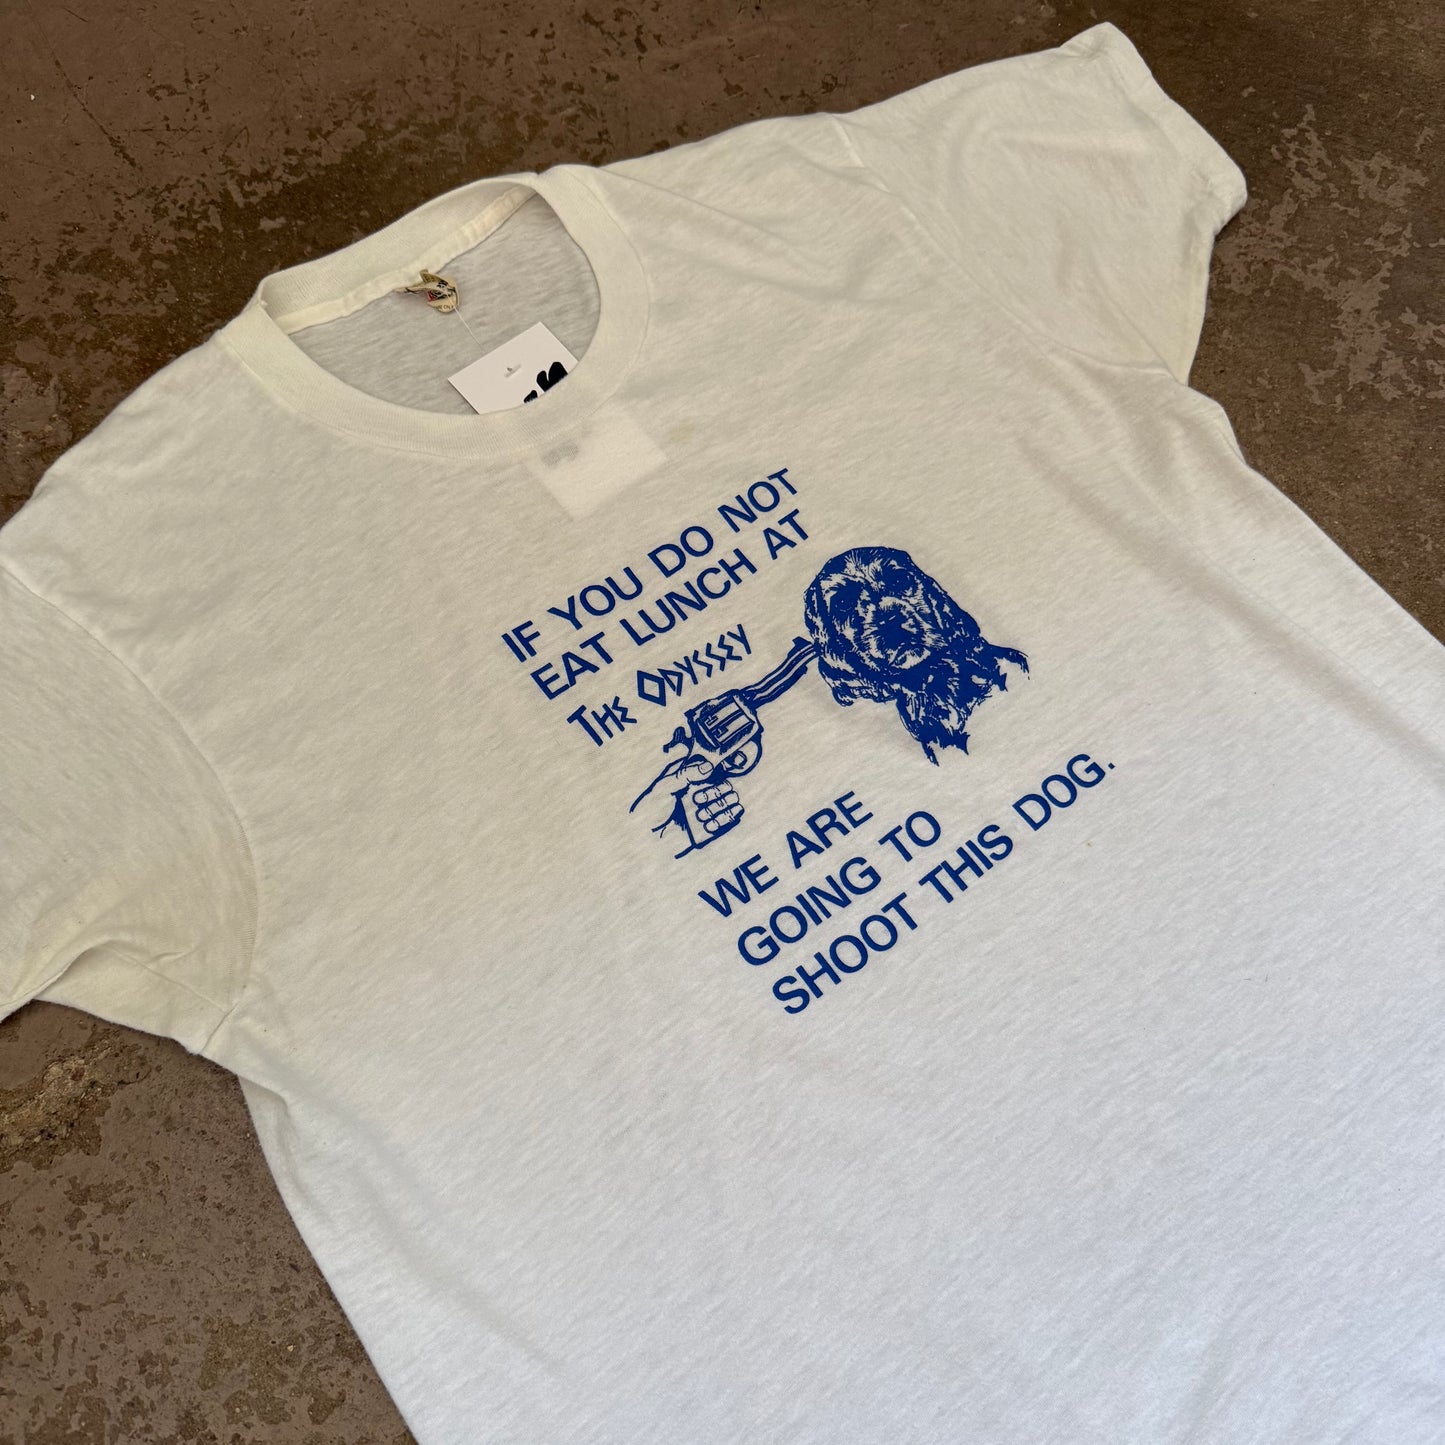 IF YOU DO NOT
EAT LUNCH AT
THE ODYSSEY
WE ARE
GOING TO
SHOOT THIS DOG.